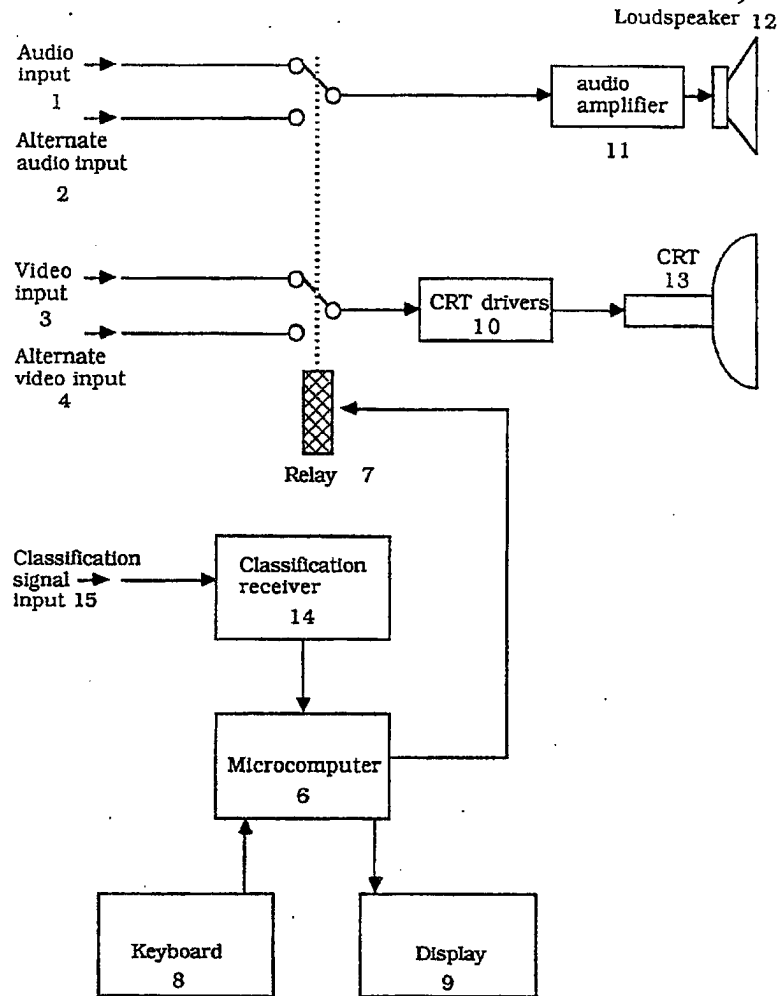 Loudspeaker 12
Audio
input
1
Alternate
audio input
2
audio
amplifier
11
Video
input
3
Alternate
video input
4
CRT drivers
10
CRT
13
Relay 7
Classification
signal
input 15
Classification
receiver
14
Microcomputer
6
Keyboard
8
Display
9